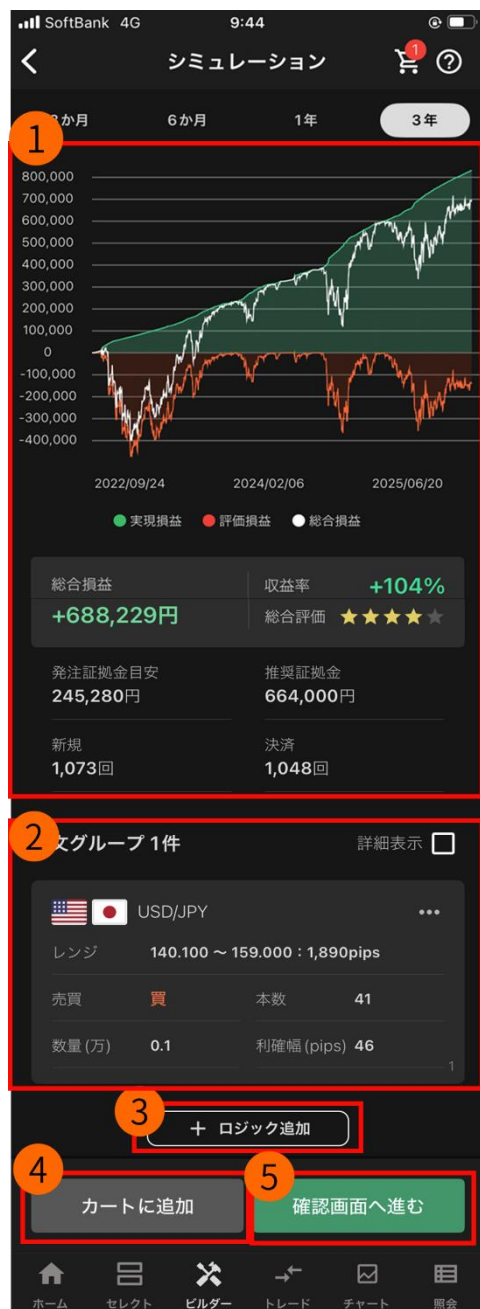 SoftBank 4G 9:44
シミュレーション 1
か月 6か月 1年 3年
1
800,000
700,000
600,000
500,000
400,000
300,000
200,000
100,000
0
-100,000
-200,000
-300,000
-400,000
2022/09/24 2024/02/06 2025/06/20
実現損益 評価損益 総合損益
総合損益 収益率 +104%
+688,229円 総合評価
発注証拠金目安 推奨証拠金
245,280円 664,000円
新規 決済
1,073回 1,048回
2
文グループ 1件 詳細表示
USD/JPY
レンジ 140.100 ～ 159.000：1,890pips
売買 買 本数 41
数量(万) 0.1 利確幅(pips) 46
1
3
＋ ロジック追加
4 5
カートに追加 確認画面へ進む
ホーム セレクト ビルダー トレード チャート 照会